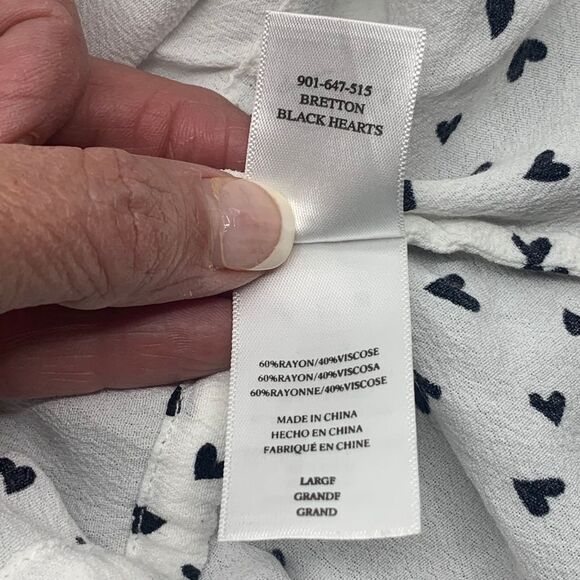 901-647-515
BRETTON
BLACK HEARTS
60%RAYON/40%VISCOSE
60%RAYON/40%VISCOSA
60%RAYONNE/40%VISCOSE
MADE IN CHINA
HECHO EN CHINA
FABRIQUÉ EN CHINE
LARGE
GRANDE
GRAND